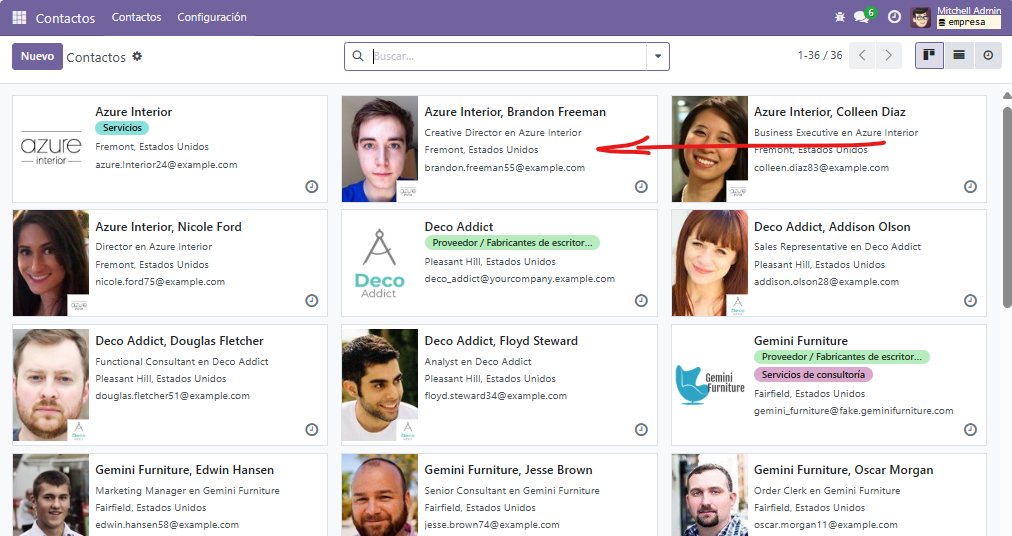 Contactos
Contactos
Configuración
6
Mitchell Admin
empresa
Nuevo
Contactos
Buscar...
1-36 / 36
azure
interior
Azure Interior
Servicios
Fremont, Estados Unidos
azure.Interior24@example.com
Azure Interior, Brandon Freeman
Creative Director en Azure Interior
Fremont, Estados Unidos
brandon.freeman55@example.com
azure
Azure Interior, Colleen Diaz
Business Executive en Azure Interior
Fremont, Estados Unidos
colleen.diaz83@example.com
azure
Azure Interior, Nicole Ford
Director en Azure Interior
Fremont, Estados Unidos
nicole.ford75@example.com
azure
Deco
Addict
Deco Addict
Proveedor / Fabricantes de escritor...
Pleasant Hill, Estados Unidos
deco_addict@yourcompany.example.com
Deco Addict, Addison Olson
Sales Representative en Deco Addict
Pleasant Hill, Estados Unidos
addison.olson28@example.com
Deco
Deco Addict, Douglas Fletcher
Functional Consultant en Deco Addict
Pleasant Hill, Estados Unidos
douglas.fletcher51@example.com
Deco
Deco Addict, Floyd Steward
Analyst en Deco Addict
Pleasant Hill, Estados Unidos
floyd.steward34@example.com
Deco
Gemini
Furniture
Gemini Furniture
Proveedor / Fabricantes de escritor...
Servicios de consultoría
Fairfield, Estados Unidos
gemini_furniture@fake.geminifurniture.com
Gemini Furniture, Edwin Hansen
Marketing Manager en Gemini Furniture
Fairfield, Estados Unidos
edwin.hansen58@example.com
Gemini Furniture, Jesse Brown
Senior Consultant en Gemini Furniture
Fairfield, Estados Unidos
jesse.brown74@example.com
Gemini Furniture, Oscar Morgan
Order Clerk en Gemini Furniture
Fairfield, Estados Unidos
oscar.morgan11@example.com